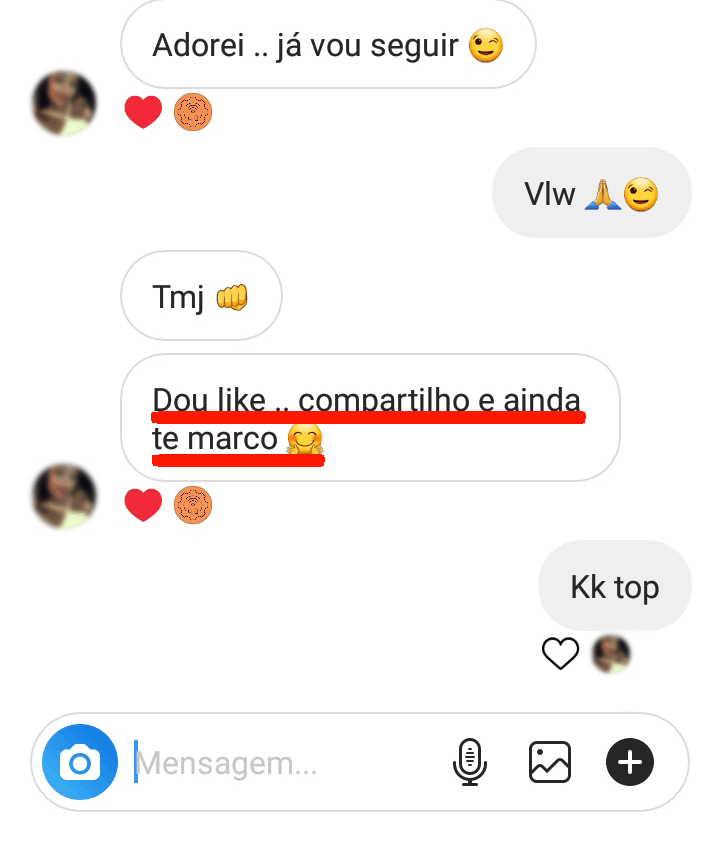 Adorei .. já vou seguir 😉
Vlw 🙏😉
Tmj 👊
Dou like .. compartilho e ainda
te marco 🤗
Kk top
Mensagem...